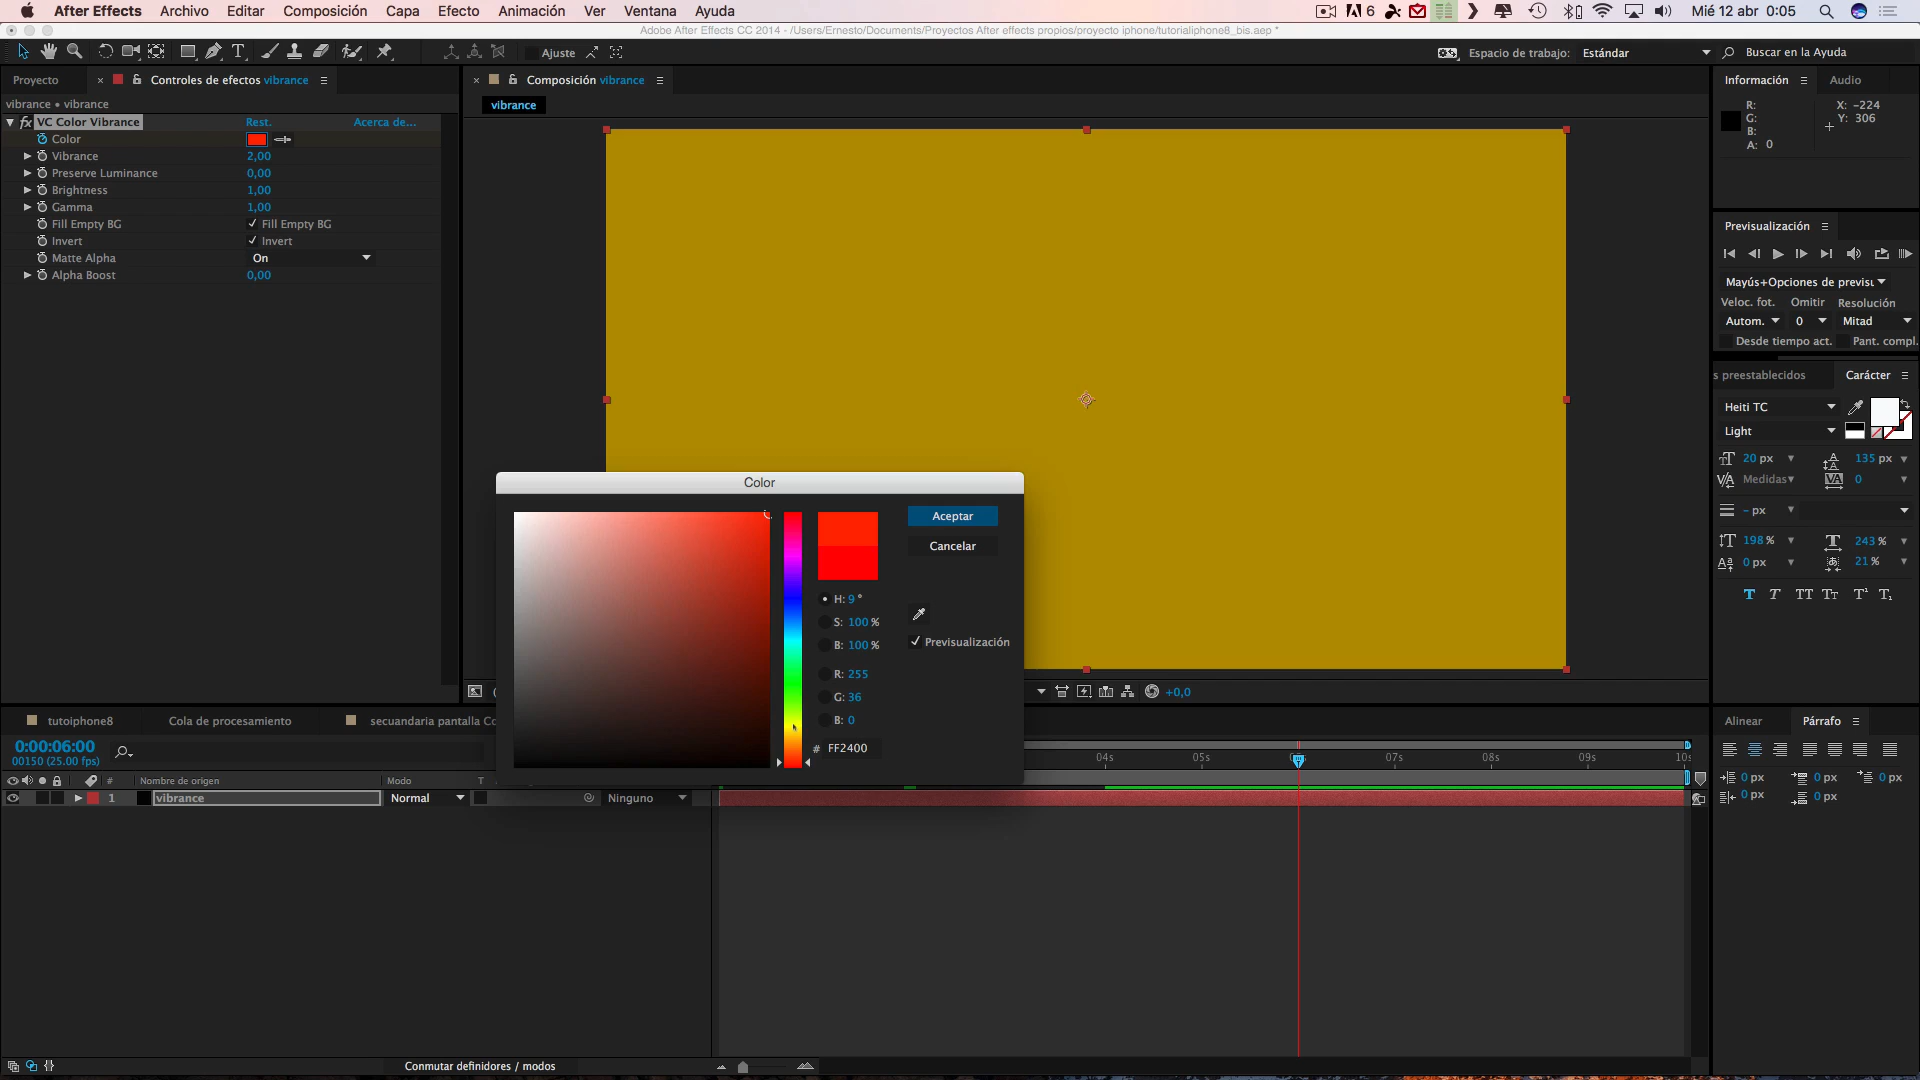 After Effects Archivo Editar Composición Capa Efecto Animación Ver Ventana Ayuda 6 Mié 12 abr 0:05
Adobe After Effects CC 2014 - /Users/Ernesto/Documents/Proyectos After effects propios/proyecto iphone/tutorialiphone8_bis.aep *
Ajuste Espacio de trabajo: Estándar Buscar en la Ayuda
Proyecto × Controles de efectos vibrance × Composición vibrance Información Audio
vibrance • vibrance
vibrance
R: X: -224
G: Y: 306
B:
A: 0
fx VC Color Vibrance Rest. Acerca de...
Color
Vibrance 2,00
Preserve Luminance 0,00
Brightness 1,00
Gamma 1,00
Fill Empty BG Fill Empty BG
Invert Invert
Matte Alpha On
Alpha Boost 0,00
Previsualización
Mayús+Opciones de previsu
Veloc. fot. Omitir Resolución
Autom. 0 Mitad
Desde tiempo act. Pant. compl.
s preestablecidos Carácter
Heiti TC
Light
20 px 135 px
Medidas 0
- px
198 % 243 %
0 px 21 %
T T TT Tt T¹ T₁
Color
Aceptar
Cancelar
H: 9 °
S: 100 %
B: 100 %
Previsualización
R: 255
G: 36
B: 0
# FF2400
+0,0
tutoiphone8 Cola de procesamiento secuandaria pantalla Co
Alinear Párrafo
0:00:06:00
00150 (25.00 fps)
04s 05s 07s 08s 09s 10s
# Nombre de origen Modo T
1 vibrance Normal Ninguno
0 px 0 px 0 px
0 px 0 px
Conmutar definidores / modos